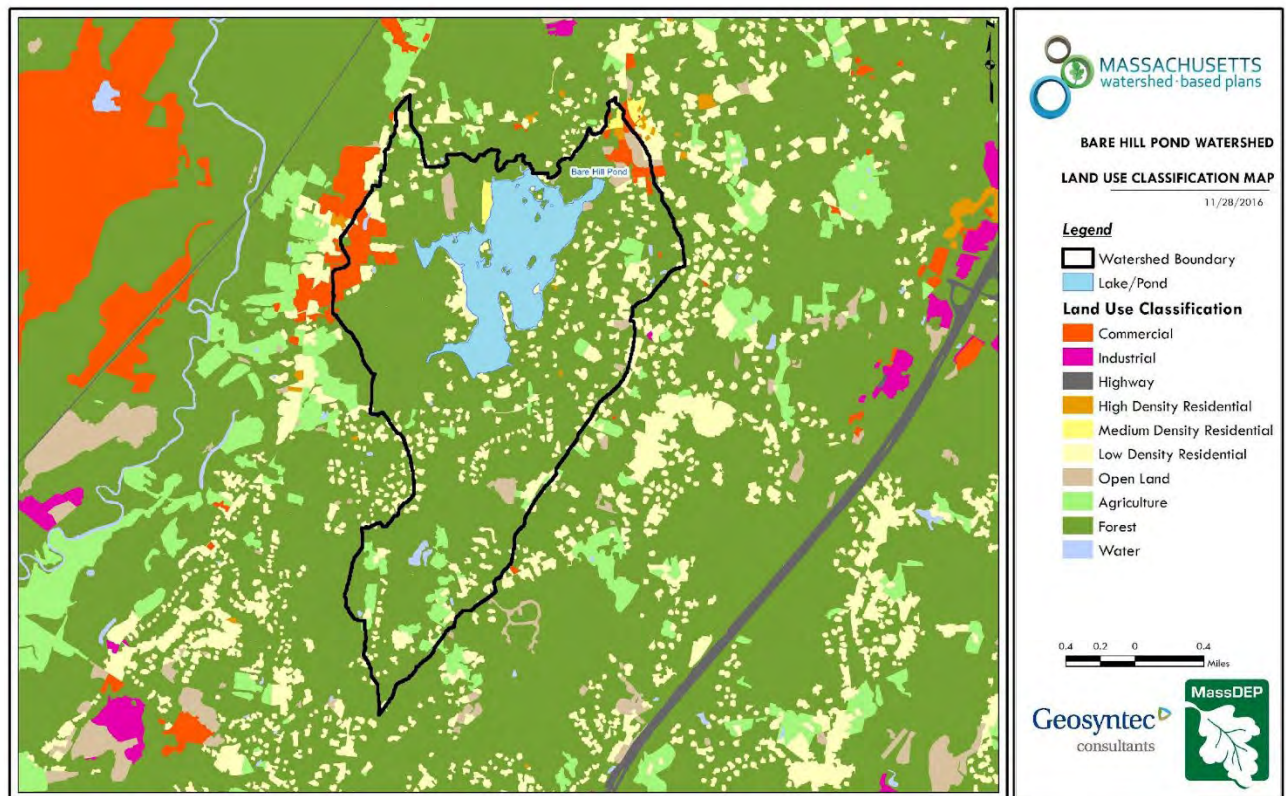 Bare Hill Pond
MASSACHUSETTS
watershed·based plans
BARE HILL POND WATERSHED
LAND USE CLASSIFICATION MAP
11/28/2016
Legend
Watershed Boundary
Lake/Pond
Land Use Classification
Commercial
Industrial
Highway
High Density Residential
Medium Density Residential
Low Density Residential
Open Land
Agriculture
Forest
Water
0.4 0.2 0 0.4
Miles
Geosyntec
consultants
MassDEP